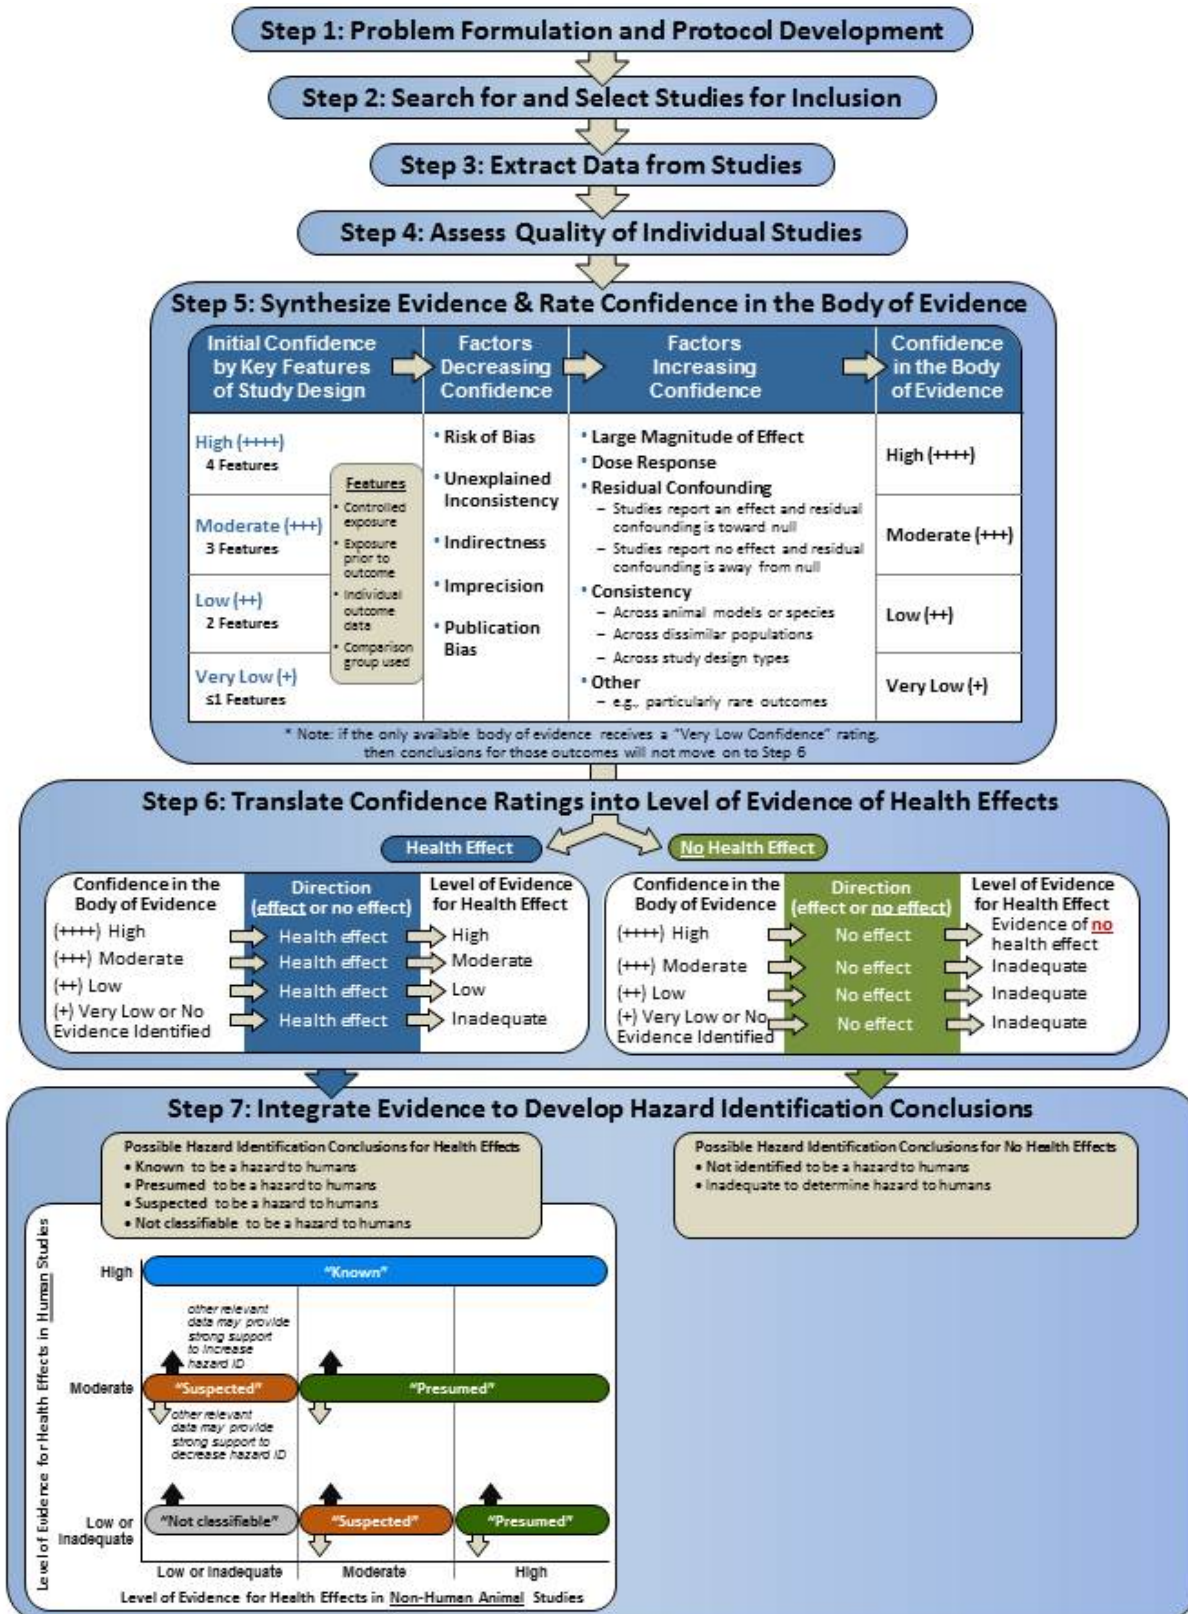 Step 1: Problem Formulation and Protocol Development
Step 2: Search for and Select Studies for Inclusion
Step 3: Extract Data from Studies
Step 4: Assess Quality of Individual Studies
Step 5: Synthesize Evidence & Rate Confidence in the Body of Evidence
Initial Confidence
by Key Features
of Study Design
Factors
Decreasing
Confidence
Factors
Increasing
Confidence
Confidence
in the Body
of Evidence
High (++++)
4 Features
Moderate (+++)
3 Features
Low (++)
2 Features
Very Low (+)
≤1 Features
Features
• Controlled
exposure
• Exposure
prior to
outcome
• Individual
outcome
data
• Comparison
group used
• Risk of Bias
• Unexplained
Inconsistency
• Indirectness
• Imprecision
• Publication
Bias
• Large Magnitude of Effect
• Dose Response
• Residual Confounding
– Studies report an effect and residual
confounding is toward null
– Studies report no effect and residual
confounding is away from null
• Consistency
– Across animal models or species
– Across dissimilar populations
– Across study design types
• Other
– e.g., particularly rare outcomes
High (++++)
Moderate (+++)
Low (++)
Very Low (+)
* Note: if the only available body of evidence receives a "Very Low Confidence" rating,
then conclusions for those outcomes will not move on to Step 6
Step 6: Translate Confidence Ratings into Level of Evidence of Health Effects
Health Effect
No Health Effect
Confidence in the
Body of Evidence
Direction
(effect or no effect)
Level of Evidence
for Health Effect
(++++) High
Health effect
High
(+++) Moderate
Health effect
Moderate
(++) Low
Health effect
Low
(+) Very Low or No
Evidence Identified
Health effect
Inadequate
Confidence in the
Body of Evidence
Direction
(effect or no effect)
Level of Evidence
for Health Effect
(++++) High
No effect
Evidence of no
health effect
(+++) Moderate
No effect
Inadequate
(++) Low
No effect
Inadequate
(+) Very Low or No
Evidence Identified
No effect
Inadequate
Step 7: Integrate Evidence to Develop Hazard Identification Conclusions
Possible Hazard Identification Conclusions for Health Effects
• Known to be a hazard to humans
• Presumed to be a hazard to humans
• Suspected to be a hazard to humans
• Not classifiable to be a hazard to humans
Possible Hazard Identification Conclusions for No Health Effects
• Not identified to be a hazard to humans
• Inadequate to determine hazard to humans
Level of Evidence for Health Effects in Human Studies
High
"Known"
other relevant
data may provide
strong support
to increase
hazard ID
Moderate
"Suspected"
"Presumed"
other relevant
data may provide
strong support to
decrease hazard ID
Low or
Inadequate
"Not classifiable"
"Suspected"
"Presumed"
Low or Inadequate
Moderate
High
Level of Evidence for Health Effects in Non-Human Animal Studies